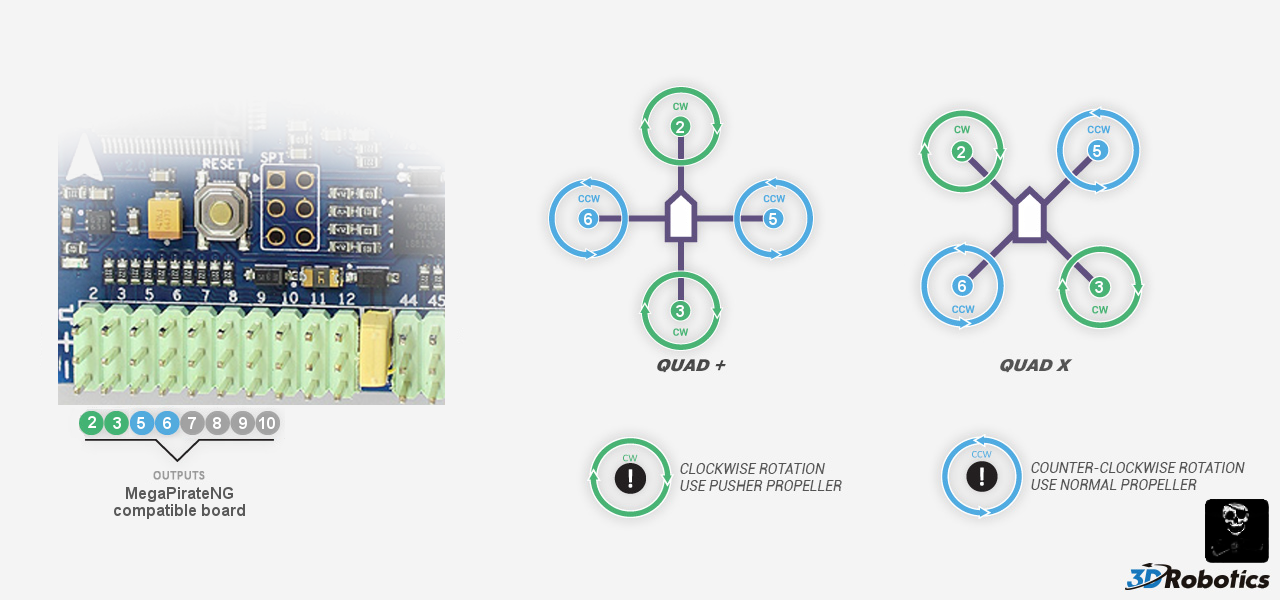 RESET
SPI
2 3 5 6 7 8 9 10 11 12 44 45
2 3 5 6 7 8 9 10
OUTPUTS
MegaPirateNG
compatible board
CW
2
CCW
6
CCW
5
3
CW
QUAD +
CW
2
CCW
5
6
CCW
3
CW
QUAD X
CW
!
CLOCKWISE ROTATION
USE PUSHER PROPELLER
CCW
!
COUNTER-CLOCKWISE ROTATION
USE NORMAL PROPELLER
3DRobotics